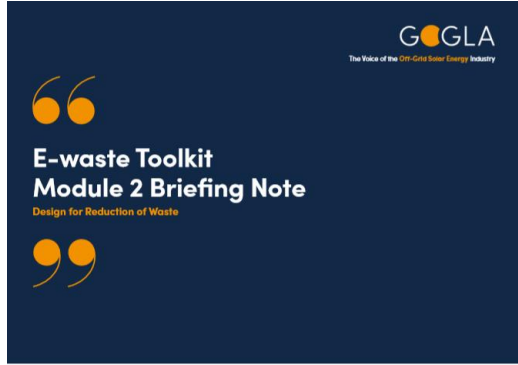 GOGLA
The Voice of the Off-Grid Solar Energy Industry
“
E-waste Toolkit
Module 2 Briefing Note
Design for Reduction of Waste
”